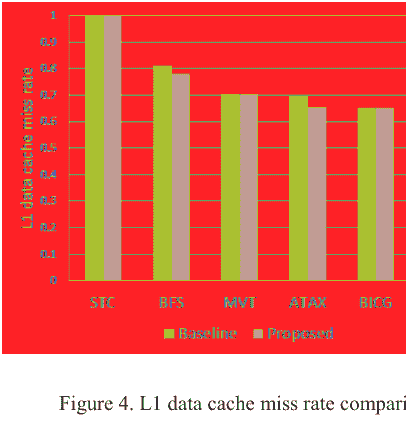 1
0.9
0.8
0.7
0.6
0.5
0.4
0.3
0.2
0.1
0
L1 data cache miss rate
STC BFS MVT ATAX BICG
Baseline Proposed
Figure 4. L1 data cache miss rate compari